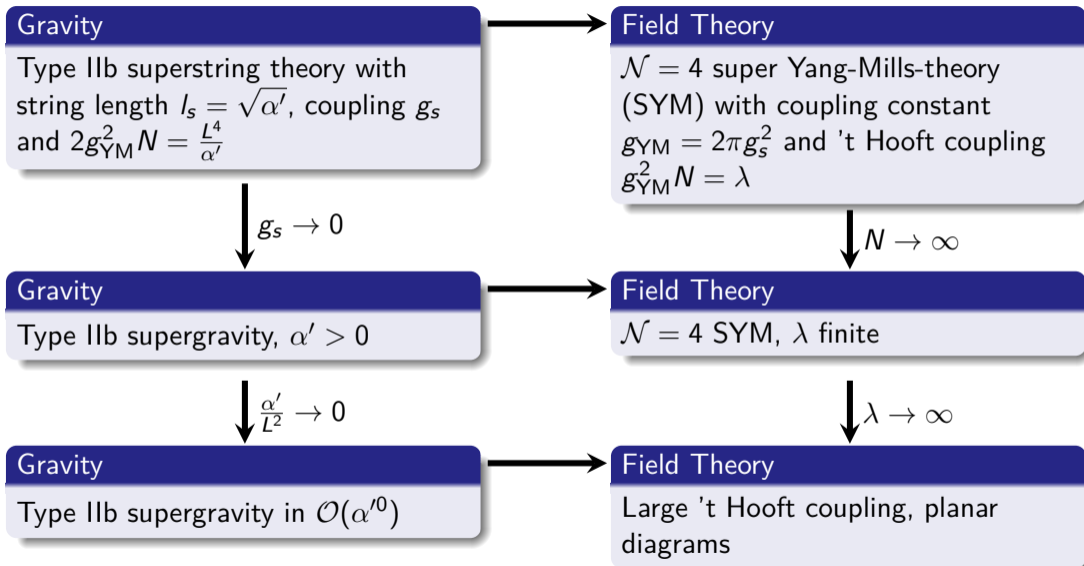 Gravity
Type IIb superstring theory with
string length $l_s = \sqrt{\alpha'}$, coupling $g_s$
and $2g_{\text{YM}}^2 N = \frac{L^4}{\alpha'}$
Field Theory
$\mathcal{N} = 4$ super Yang-Mills-theory
(SYM) with coupling constant
$g_{\text{YM}} = 2\pi g_s^2$ and 't Hooft coupling
$g_{\text{YM}}^2 N = \lambda$
$g_s \to 0$
$N \to \infty$
Gravity
Type IIb supergravity, $\alpha' > 0$
Field Theory
$\mathcal{N} = 4$ SYM, $\lambda$ finite
$\frac{\alpha'}{L^2} \to 0$
$\lambda \to \infty$
Gravity
Type IIb supergravity in $\mathcal{O}(\alpha'^0)$
Field Theory
Large 't Hooft coupling, planar
diagrams